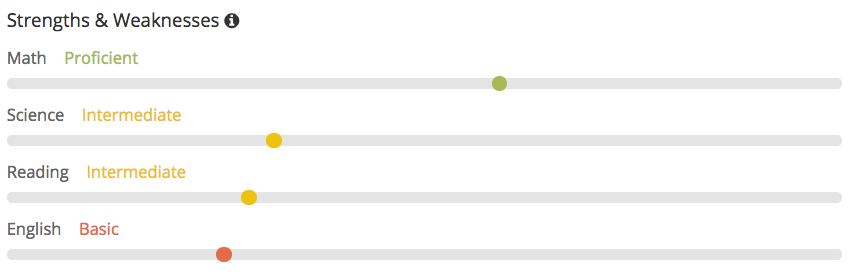 Strengths & Weaknesses
Math Proficient
Science Intermediate
Reading Intermediate
English Basic